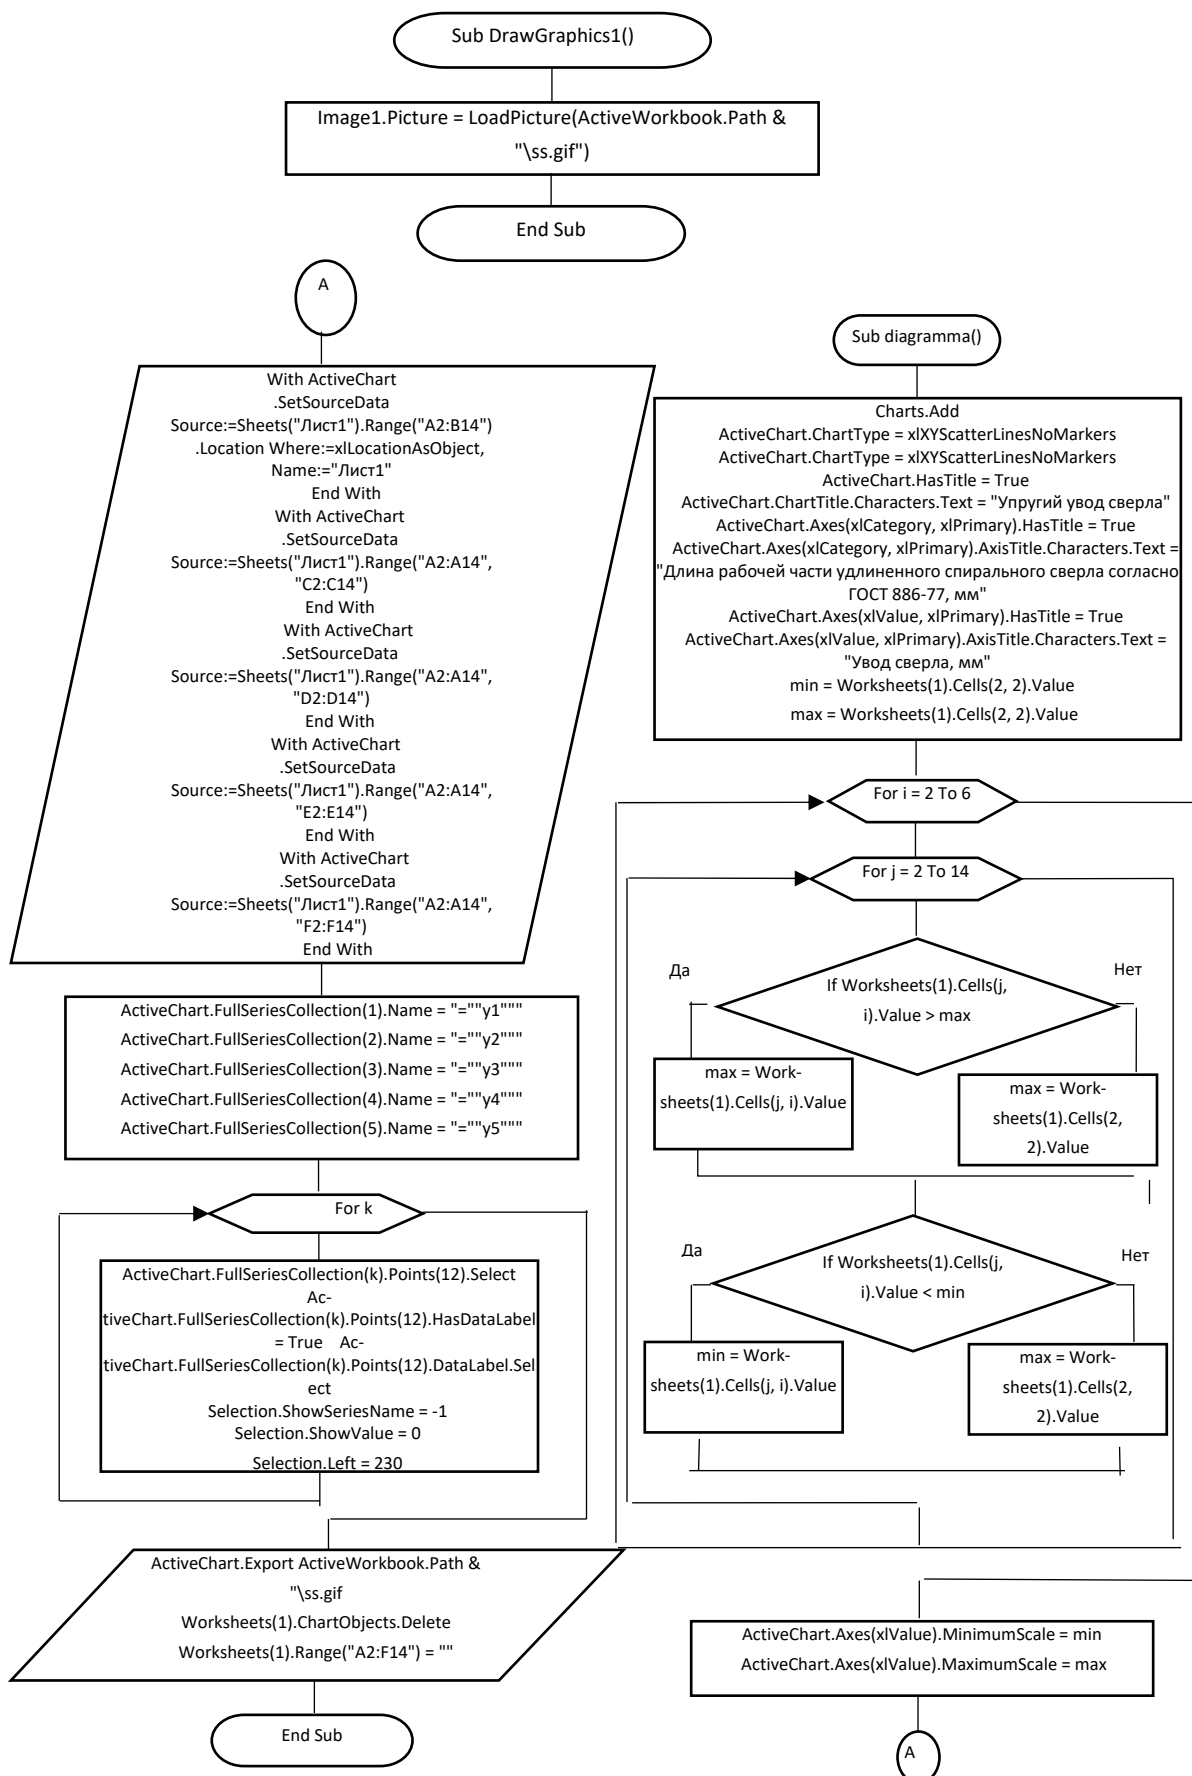 Sub DrawGraphics1()
Image1.Picture = LoadPicture(ActiveWorkbook.Path &
"\ss.gif")
End Sub
A
With ActiveChart
.SetSourceData
Source:=Sheets("Лист1").Range("A2:B14")
.Location Where:=xlLocationAsObject,
Name:="Лист1"
End With
With ActiveChart
.SetSourceData
Source:=Sheets("Лист1").Range("A2:A14",
"C2:C14")
End With
With ActiveChart
.SetSourceData
Source:=Sheets("Лист1").Range("A2:A14",
"D2:D14")
End With
With ActiveChart
.SetSourceData
Source:=Sheets("Лист1").Range("A2:A14",
"E2:E14")
End With
With ActiveChart
.SetSourceData
Source:=Sheets("Лист1").Range("A2:A14",
"F2:F14")
End With
ActiveChart.FullSeriesCollection(1).Name = "=""y1"""
ActiveChart.FullSeriesCollection(2).Name = "=""y2"""
ActiveChart.FullSeriesCollection(3).Name = "=""y3"""
ActiveChart.FullSeriesCollection(4).Name = "=""y4"""
ActiveChart.FullSeriesCollection(5).Name = "=""y5"""
For k
ActiveChart.FullSeriesCollection(k).Points(12).Select
Ac-
tiveChart.FullSeriesCollection(k).Points(12).HasDataLabel
= True Ac-
tiveChart.FullSeriesCollection(k).Points(12).DataLabel.Sel
ect
Selection.ShowSeriesName = -1
Selection.ShowValue = 0
Selection.Left = 230
ActiveChart.Export ActiveWorkbook.Path &
"\ss.gif
Worksheets(1).ChartObjects.Delete
Worksheets(1).Range("A2:F14") = ""
End Sub
Sub diagramma()
Charts.Add
ActiveChart.ChartType = xlXYScatterLinesNoMarkers
ActiveChart.ChartType = xlXYScatterLinesNoMarkers
ActiveChart.HasTitle = True
ActiveChart.ChartTitle.Characters.Text = "Упругий увод сверла"
ActiveChart.Axes(xlCategory, xlPrimary).HasTitle = True
ActiveChart.Axes(xlCategory, xlPrimary).AxisTitle.Characters.Text =
"Длина рабочей части удлиненного спирального сверла согласно
ГОСТ 886-77, мм"
ActiveChart.Axes(xlValue, xlPrimary).HasTitle = True
ActiveChart.Axes(xlValue, xlPrimary).AxisTitle.Characters.Text =
"Увод сверла, мм"
min = Worksheets(1).Cells(2, 2).Value
max = Worksheets(1).Cells(2, 2).Value
For i = 2 To 6
For j = 2 To 14
Да
Нет
If Worksheets(1).Cells(j,
i).Value > max
max = Work-
sheets(1).Cells(j, i).Value
max = Work-
sheets(1).Cells(2,
2).Value
Да
Нет
If Worksheets(1).Cells(j,
i).Value < min
min = Work-
sheets(1).Cells(j, i).Value
max = Work-
sheets(1).Cells(2,
2).Value
ActiveChart.Axes(xlValue).MinimumScale = min
ActiveChart.Axes(xlValue).MaximumScale = max
A